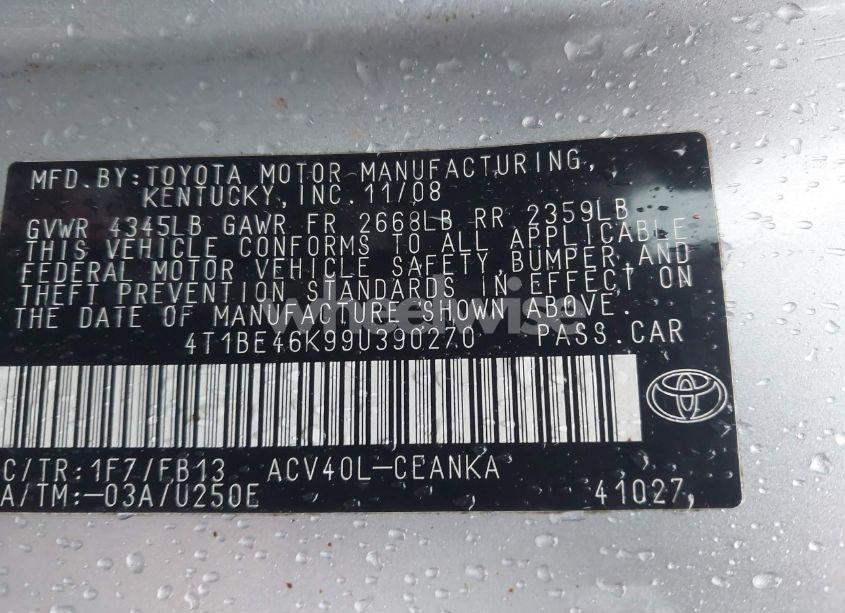 MFD.BY:TOYOTA MOTOR MANUFACTURING,
KENTUCKY,INC.11/08
GVWR 4345LB GAWR FR 2668LB RR 2359LB
THIS VEHICLE CONFORMS TO ALL APPLICABLE
FEDERAL MOTOR VEHICLE SAFETY,BUMPER,AND
THEFT PREVENTION STANDARDS IN EFFECT ON
THE DATE OF MANUFACTURE SHOWN ABOVE.
wheelwise
4T1BE46K99U390270 PASS.CAR
C/TR:1F7/FB13 ACV40L-CEANKA
A/TM:-03A/U250E 41027